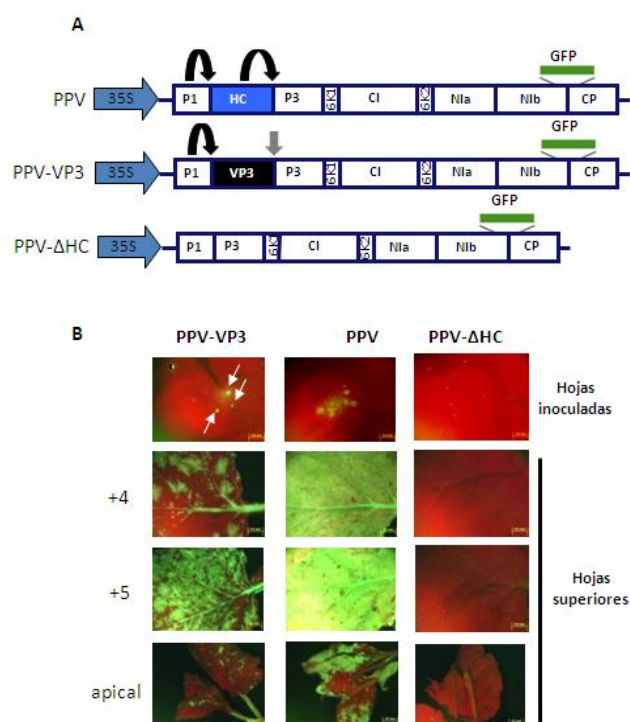 A
GFP
PPV 35S P1 HC P3 6K1 CI 6K2 NIa NIb CP
GFP
PPV-VP3 35S P1 VP3 P3 6K1 CI 6K2 NIa NIb CP
GFP
PPV-ΔHC 35S P1 P3 6K1 CI 6K2 NIa NIb CP
B
PPV-VP3 PPV PPV-ΔHC
Hojas
inoculadas
+4
+5
Hojas
superiores
apical